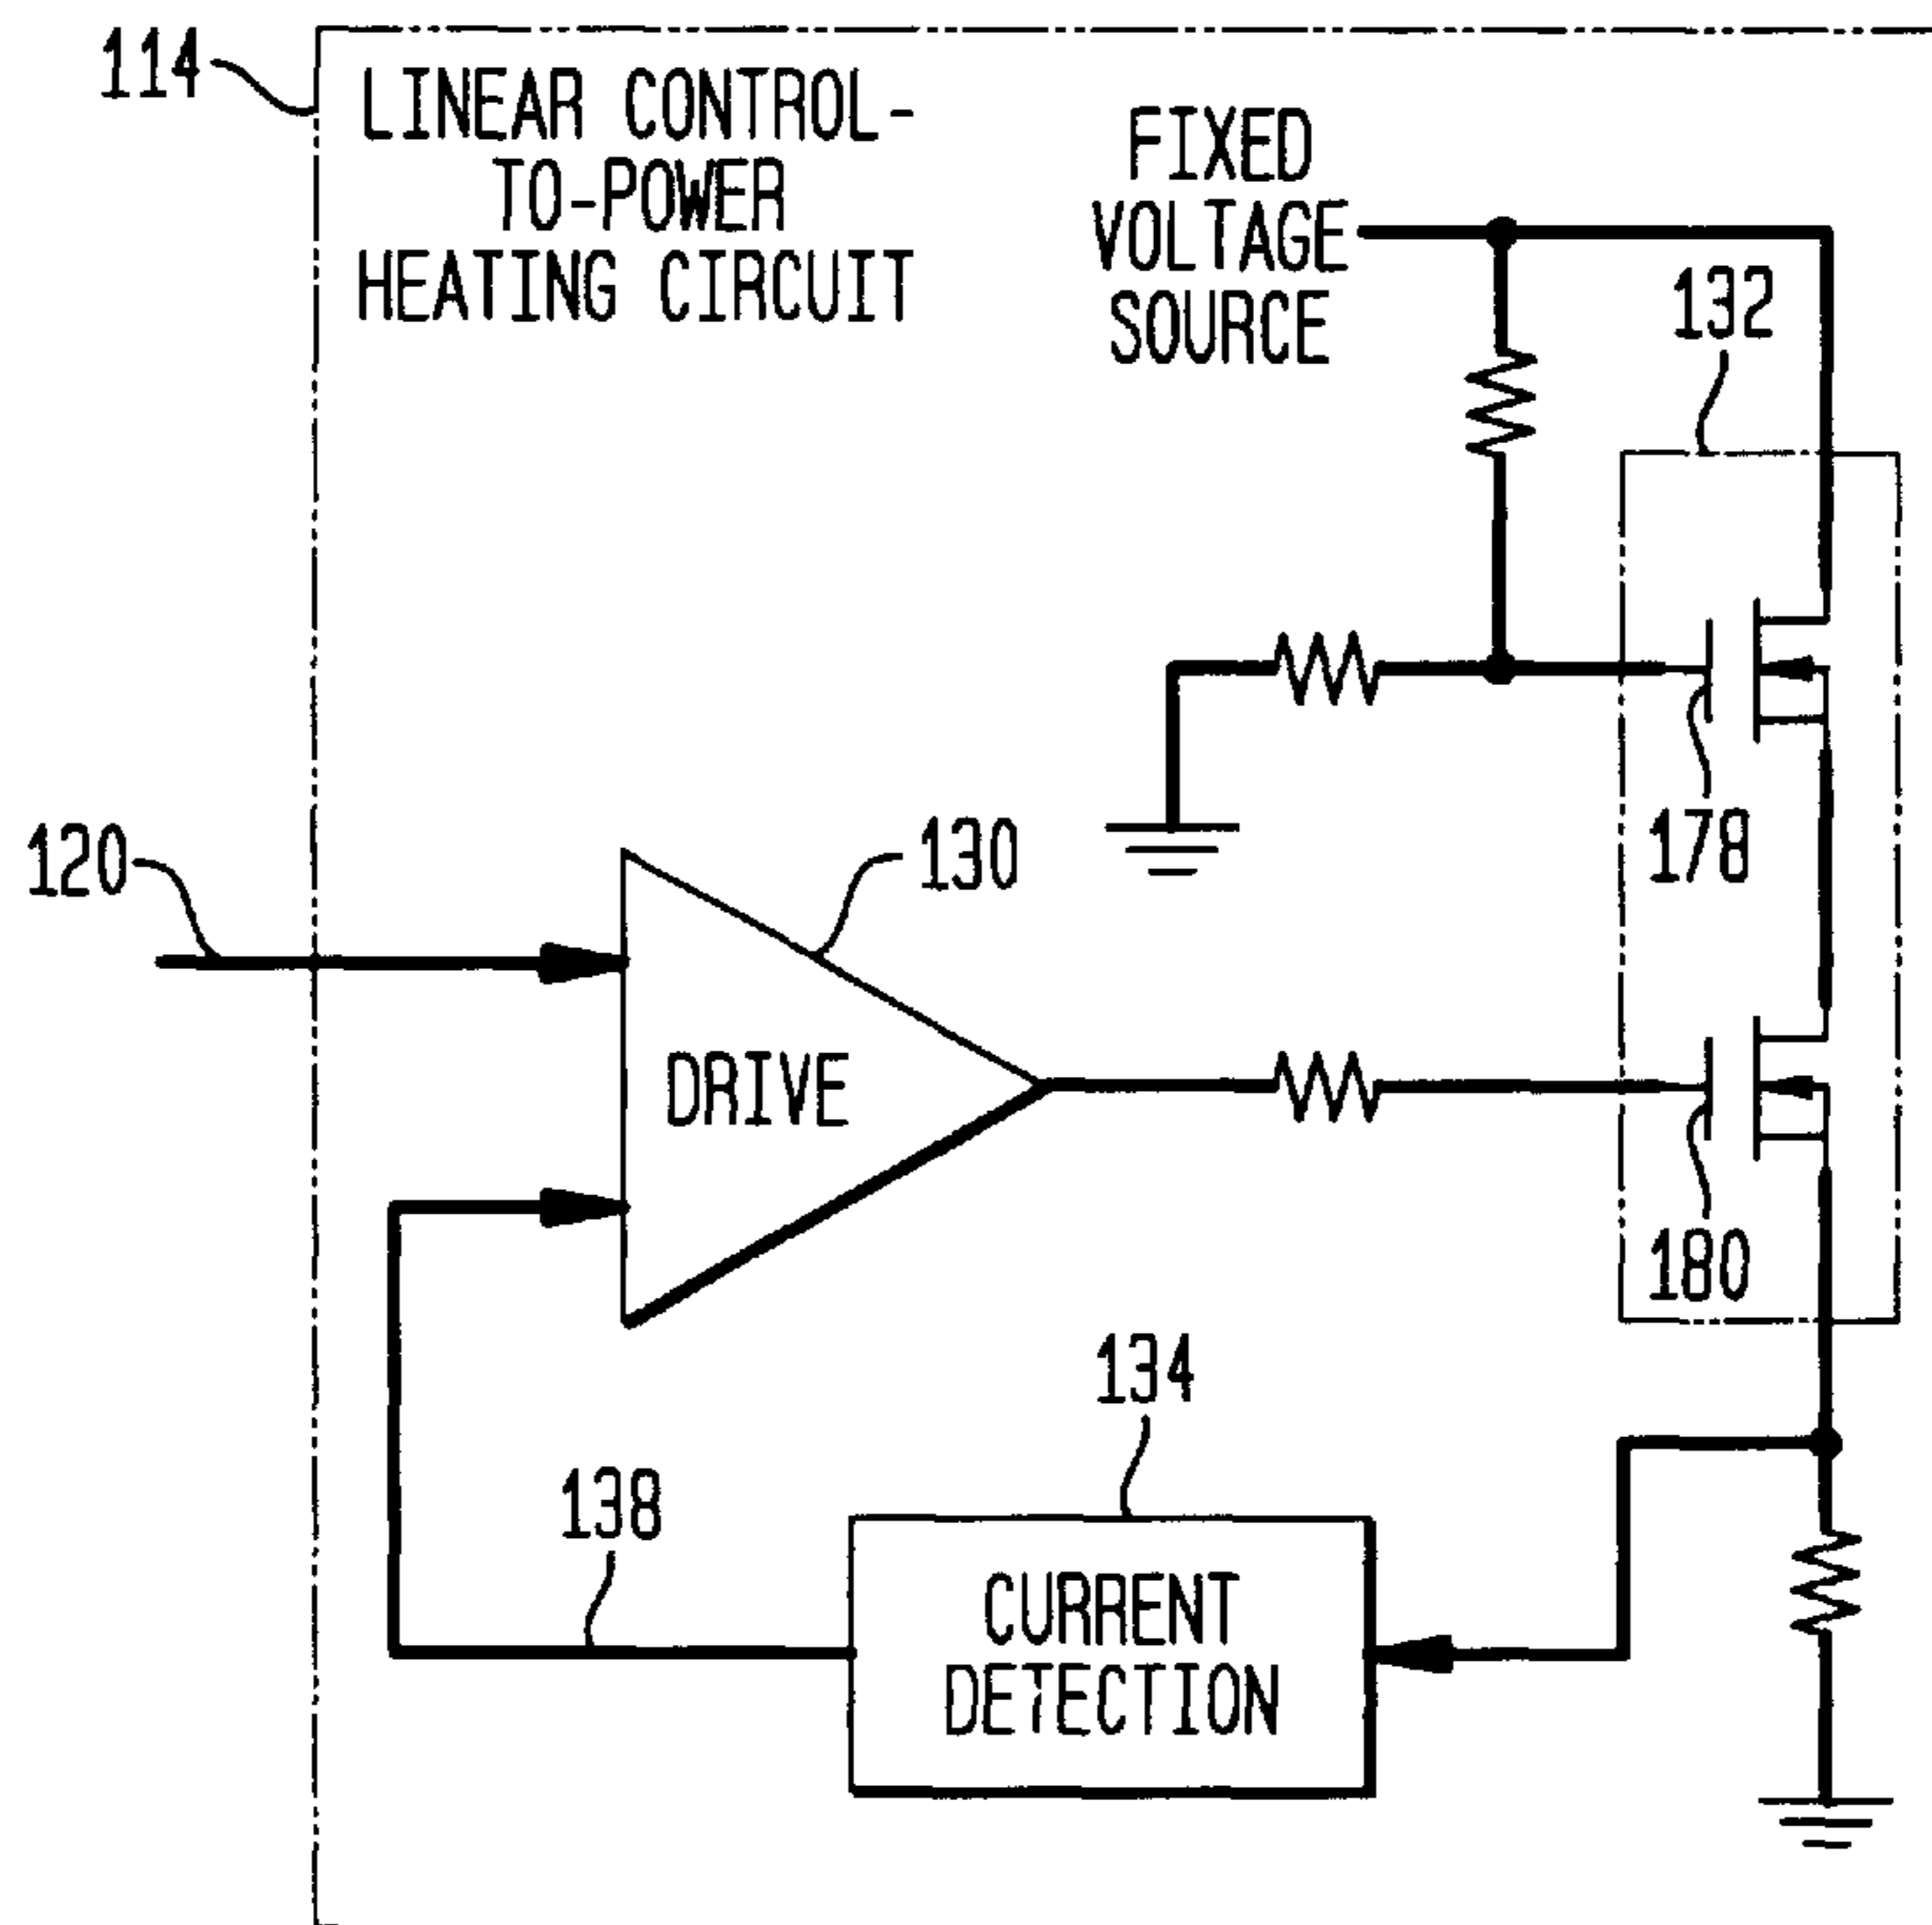 114
LINEAR CONTROL-
TO-POWER
HEATING CIRCUIT
FIXED
VOLTAGE
SOURCE
132
178
120
130
DRIVE
180
134
138
CURRENT
DETECTION